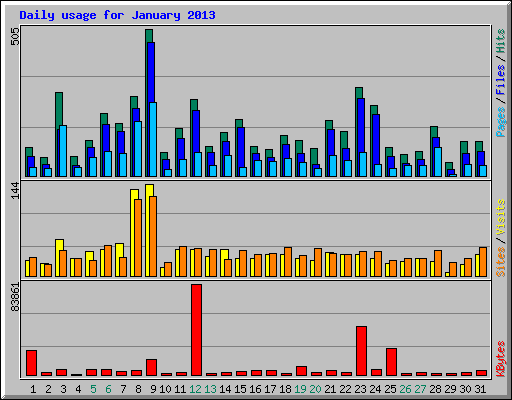 Daily usage for January 2013
505
Pages / Files / Hits
144
Sites / Visits
83861
KBytes
1 2 3 4 5 6 7 8 9 10 11 12 13 14 15 16 17 18 19 20 21 22 23 24 25 26 27 28 29 30 31